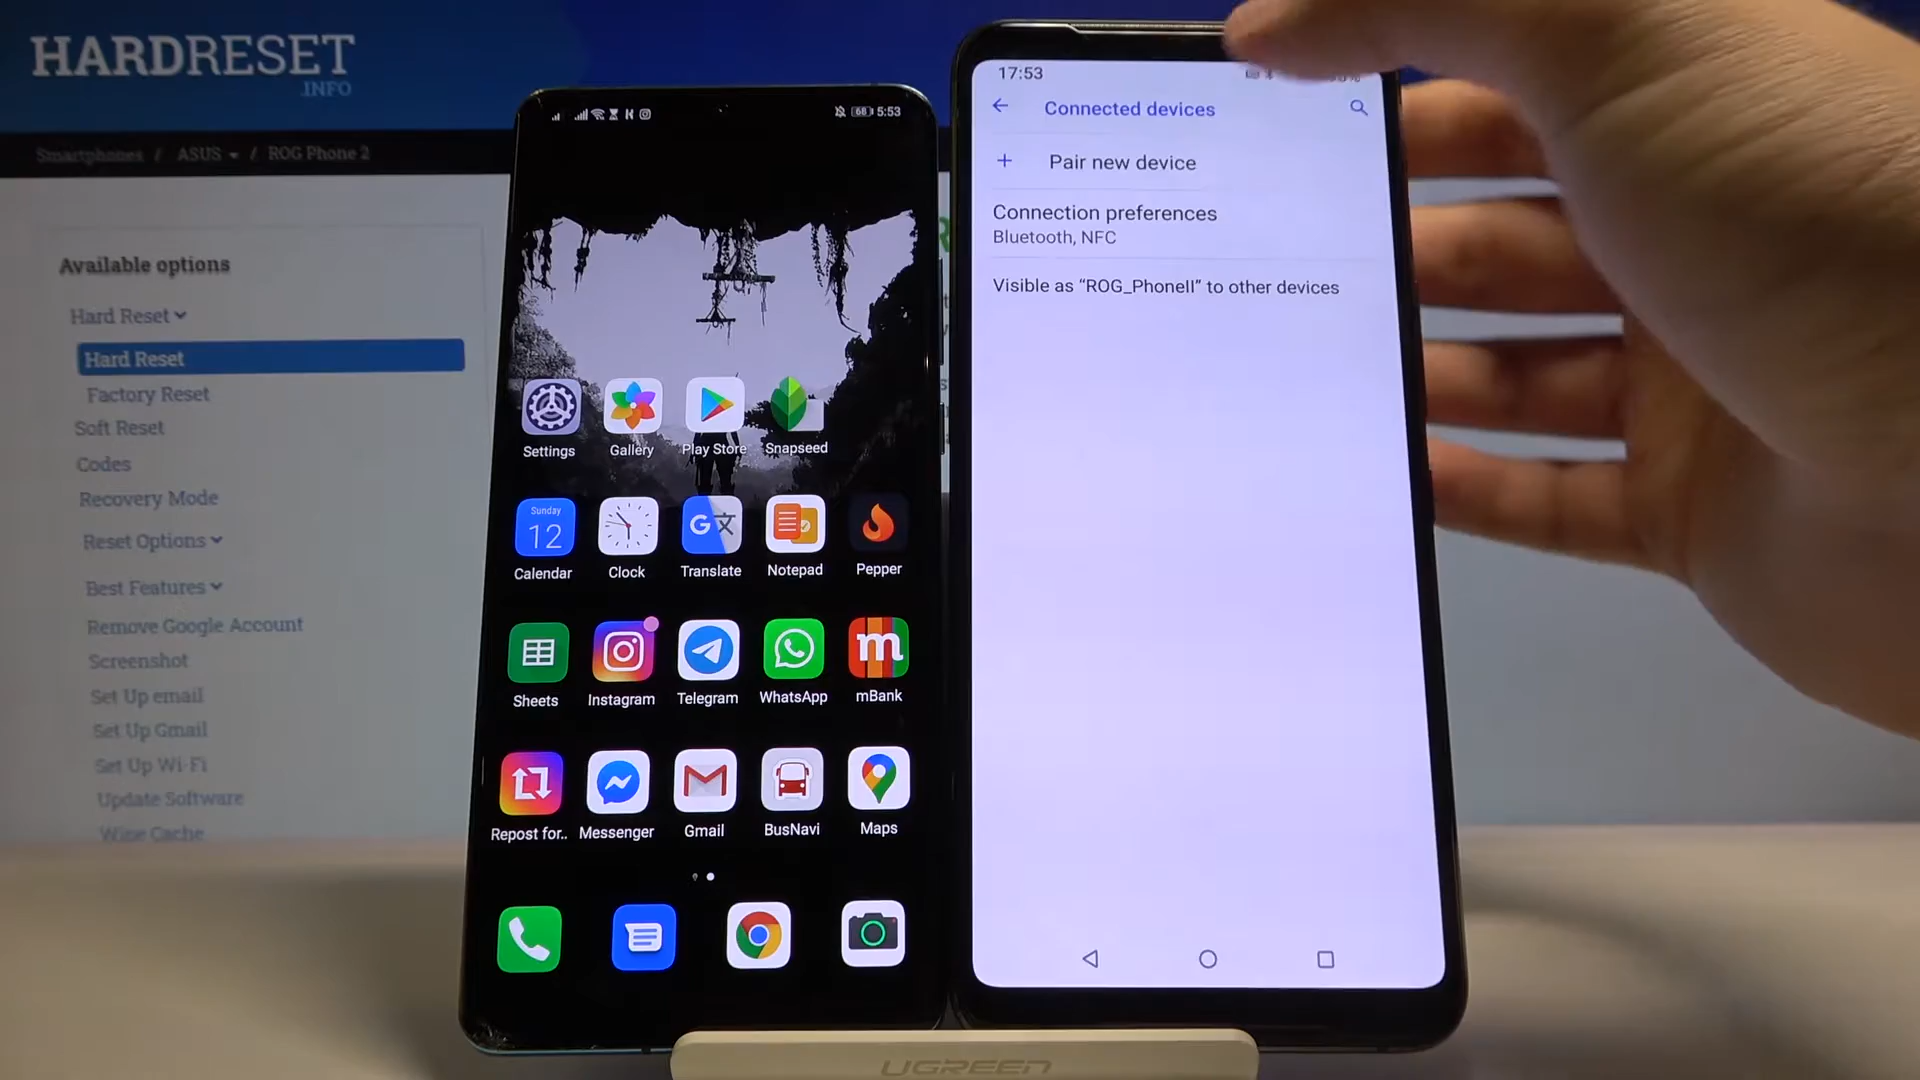 HARDRESET
.INFO
Smartphones / ASUS / ROG Phone 2
Available options
Hard Reset
Hard Reset
Factory Reset
Soft Reset
Codes
Recovery Mode
Reset Options
Best Features
Remove Google Account
Screenshot
Set Up email
Set Up Gmail
Set Up Wi-Fi
Update Software
Wipe Cache
68 5:53
Settings
Gallery
Play Store
Snapseed
Sunday
12
Calendar
Clock
Translate
Notepad
Pepper
Sheets
Instagram
Telegram
WhatsApp
m
mBank
Repost for..
Messenger
Gmail
BusNavi
Maps
17:53
Connected devices
+ Pair new device
Connection preferences
Bluetooth, NFC
Visible as “ROG_PhoneII” to other devices
UGREEN